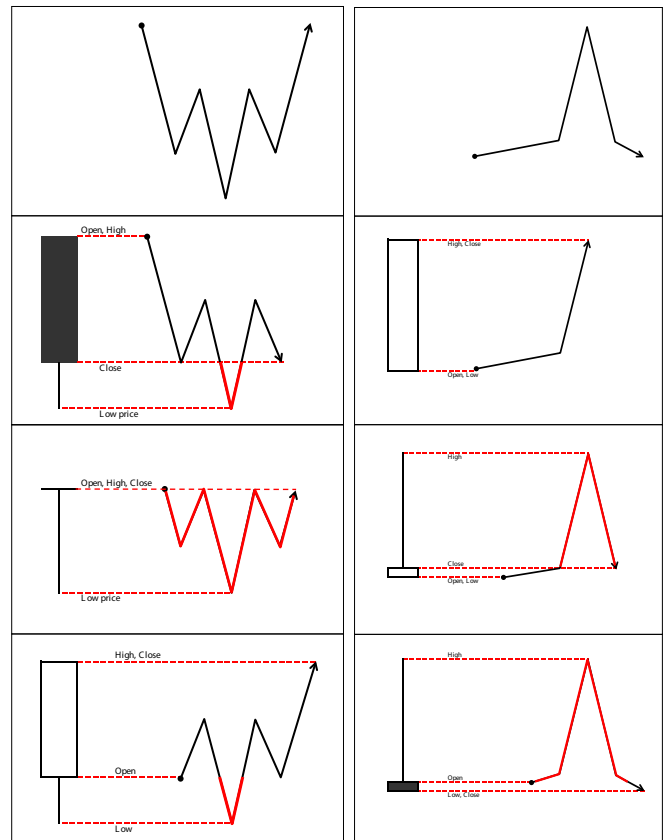 Open, High
Close
Low price
Open, High, Close
Low price
High, Close
Open
Low
High, Close
Open, Low
High
Close
Open, Low
High
Open
Low, Close